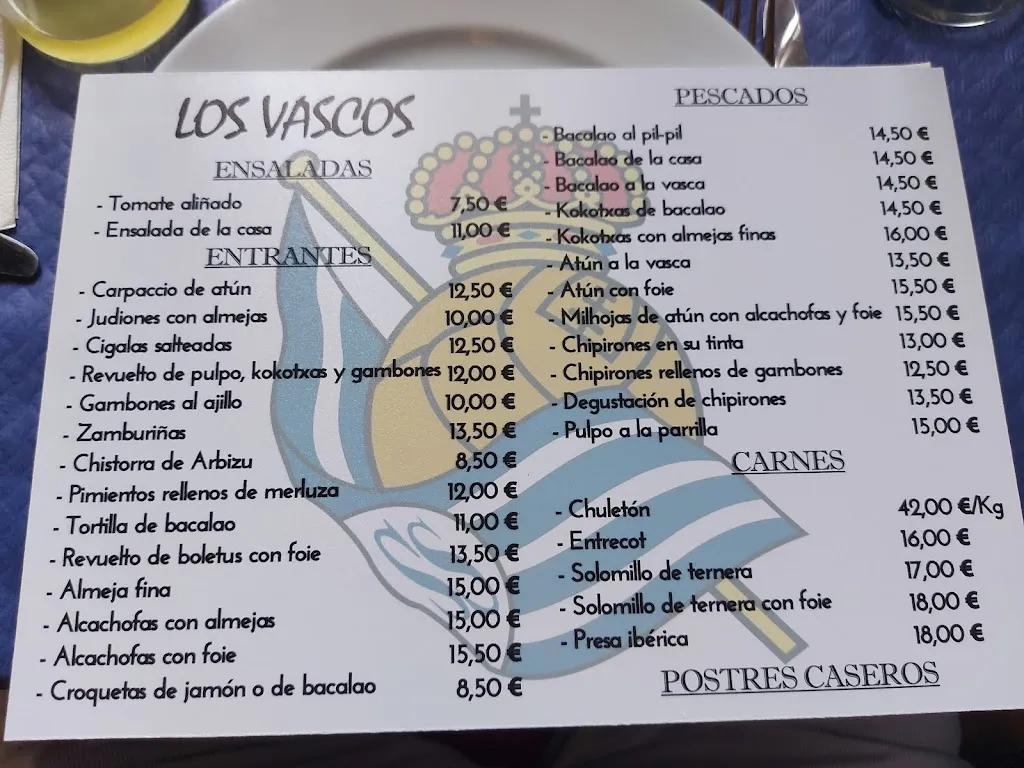 LOS VASCOS
ENSALADAS
- Tomate aliñado 7,50 €
- Ensalada de la casa 11,00 €
ENTRANTES
- Carpaccio de atún 12,50 €
- Judiones con almejas 10,00 €
- Cigalas salteadas 12,50 €
- Revuelto de pulpo, kokotxas y gambones 12,00 €
- Gambones al ajillo 10,00 €
- Zamburiñas 13,50 €
- Chistorra de Arbizu 8,50 €
- Pimientos rellenos de merluza 12,00 €
- Tortilla de bacalao 11,00 €
- Revuelto de boletus con foie 13,50 €
- Almeja fina 15,00 €
- Alcachofas con almejas 15,00 €
- Alcachofas con foie 15,50 €
- Croquetas de jamón o de bacalao 8,50 €
PESCADOS
- Bacalao al pil-pil 14,50 €
- Bacalao de la casa 14,50 €
- Bacalao a la vasca 14,50 €
- Kokotxas de bacalao 14,50 €
- Kokotxas con almejas finas 16,00 €
- Atún a la vasca 13,50 €
- Atún con foie 15,50 €
- Milhojas de atún con alcachofas y foie 15,50 €
- Chipirones en su tinta 13,00 €
- Chipirones rellenos de gambones 12,50 €
- Degustación de chipirones 13,50 €
- Pulpo a la parrilla 15,00 €
CARNES
- Chuletón 42,00 €/Kg
- Entrecot 16,00 €
- Solomillo de ternera 17,00 €
- Solomillo de ternera con foie 18,00 €
- Presa ibérica 18,00 €
POSTRES CASEROS